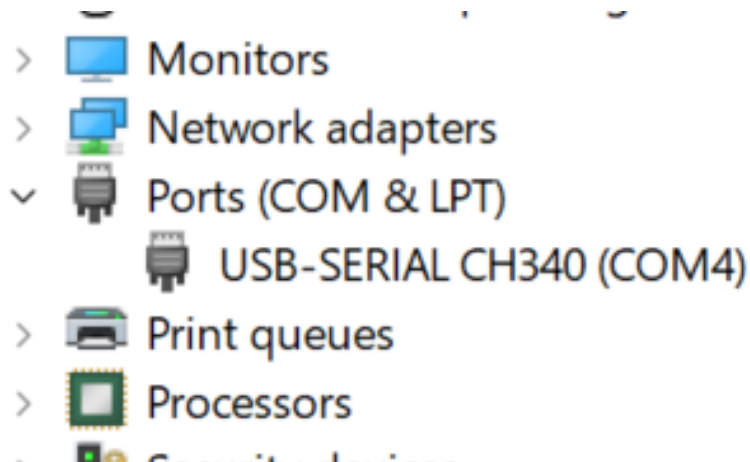 Monitors
Network adapters
Ports (COM & LPT)
USB-SERIAL CH340 (COM4)
Print queues
Processors